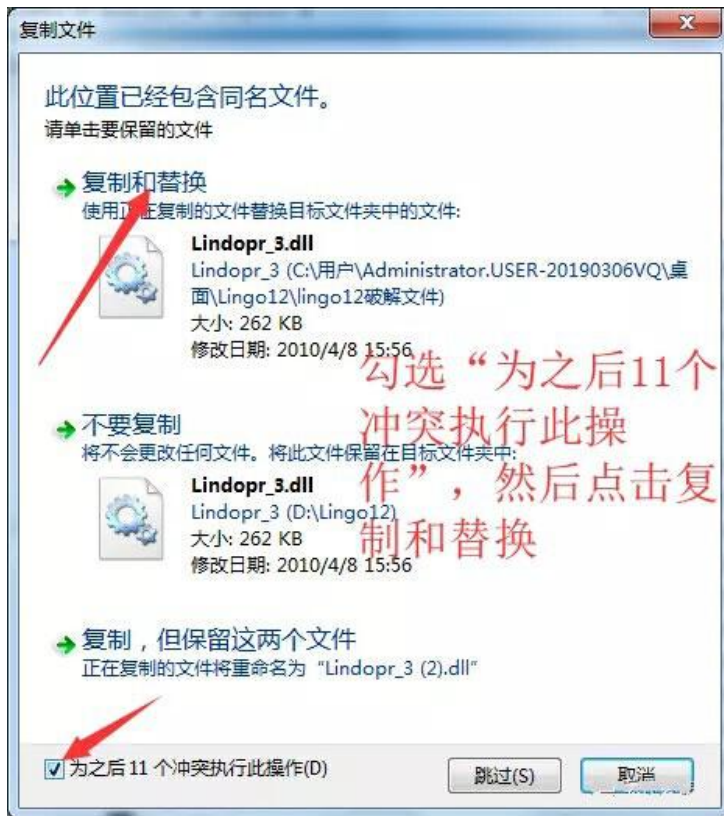 复制文件
此位置已经包含同名文件。
请单击要保留的文件
复制和替换
使用正在复制的文件替换目标文件夹中的文件:
Lindopr_3.dll
Lindopr_3 (C:\用户\Administrator.USER-20190306VQ\桌
面\Lingo12\lingo12破解文件)
大小: 262 KB
修改日期: 2010/4/8 15:56
勾选“为之后11个
冲突执行此操
作”，然后点击复
制和替换
不要复制
将不会更改任何文件。将此文件保留在目标文件夹中:
Lindopr_3.dll
Lindopr_3 (D:\Lingo12)
大小: 262 KB
修改日期: 2010/4/8 15:56
复制，但保留这两个文件
正在复制的文件将重命名为“Lindopr_3 (2).dll”
为之后 11 个冲突执行此操作(D)
跳过(S)
取消